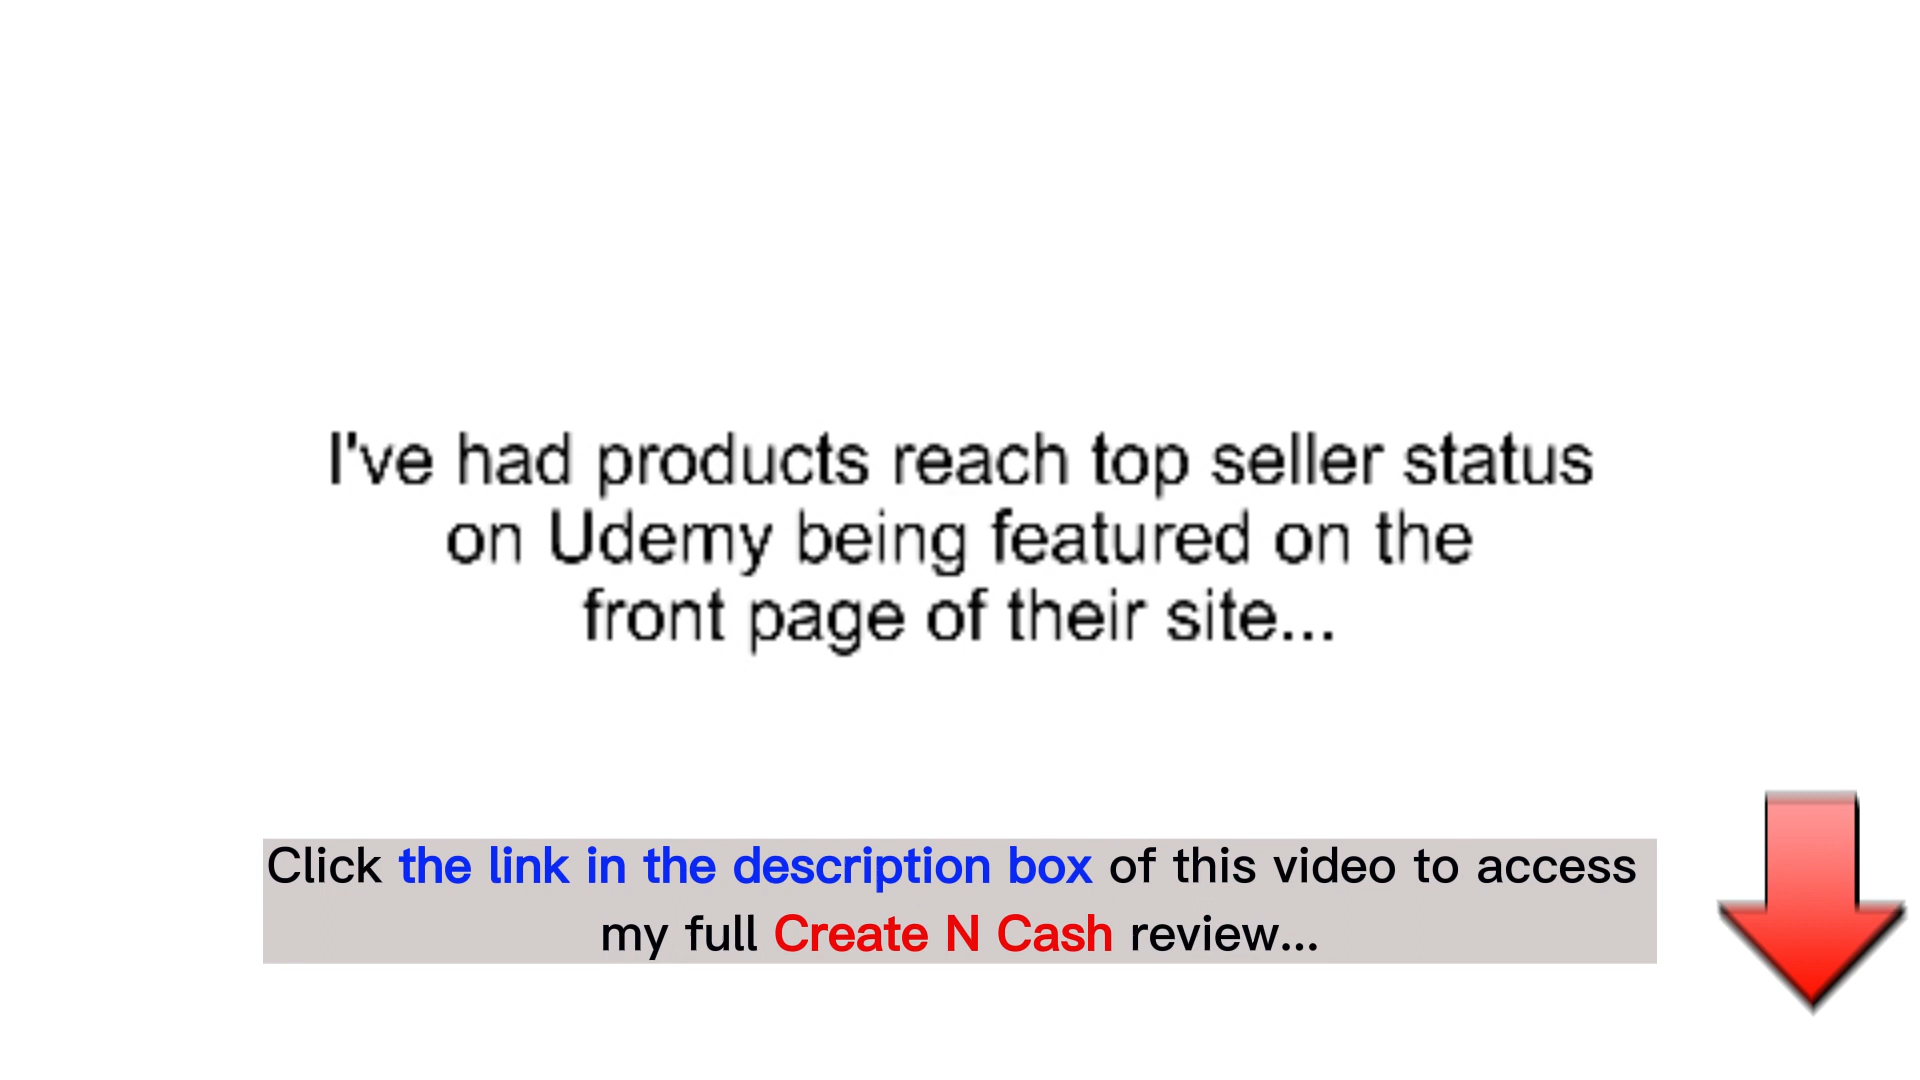 I've had products reach top seller status
on Udemy being featured on the
front page of their site...
Click the link in the description box of this video to access
my full Create N Cash review...